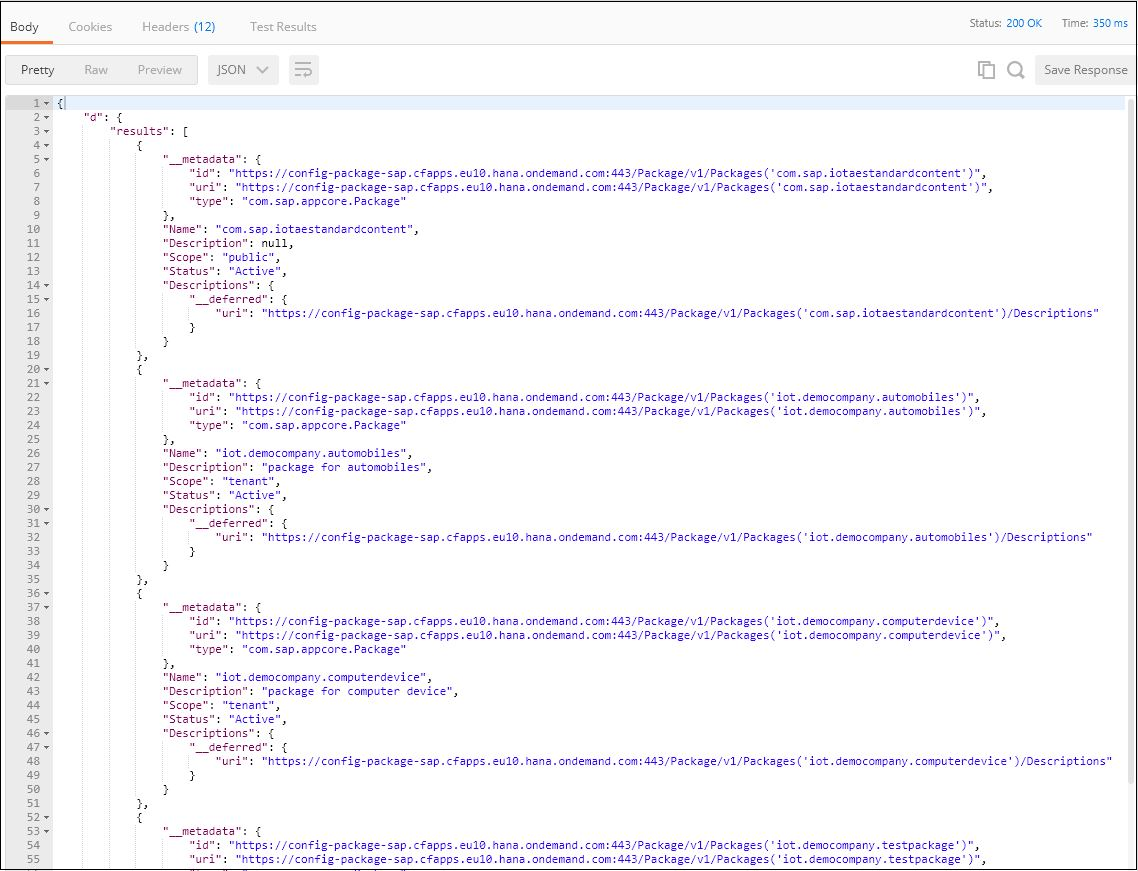 Body Cookies Headers (12) Test Results Status: 200 OK Time: 350 ms
Pretty Raw Preview JSON Save Response
1 {
2 "d": {
3 "results": [
4 {
5 "__metadata": {
6 "id": "https://config-package-sap.cfapps.eu10.hana.ondemand.com:443/Package/v1/Packages('com.sap.iotaestandardcontent')",
7 "uri": "https://config-package-sap.cfapps.eu10.hana.ondemand.com:443/Package/v1/Packages('com.sap.iotaestandardcontent')",
8 "type": "com.sap.appcore.Package"
9 },
10 "Name": "com.sap.iotaestandardcontent",
11 "Description": null,
12 "Scope": "public",
13 "Status": "Active",
14 "Descriptions": {
15 "__deferred": {
16 "uri": "https://config-package-sap.cfapps.eu10.hana.ondemand.com:443/Package/v1/Packages('com.sap.iotaestandardcontent')/Descriptions"
17 }
18 }
19 },
20 {
21 "__metadata": {
22 "id": "https://config-package-sap.cfapps.eu10.hana.ondemand.com:443/Package/v1/Packages('iot.democompany.automobiles')",
23 "uri": "https://config-package-sap.cfapps.eu10.hana.ondemand.com:443/Package/v1/Packages('iot.democompany.automobiles')",
24 "type": "com.sap.appcore.Package"
25 },
26 "Name": "iot.democompany.automobiles",
27 "Description": "package for automobiles",
28 "Scope": "tenant",
29 "Status": "Active",
30 "Descriptions": {
31 "__deferred": {
32 "uri": "https://config-package-sap.cfapps.eu10.hana.ondemand.com:443/Package/v1/Packages('iot.democompany.automobiles')/Descriptions"
33 }
34 }
35 },
36 {
37 "__metadata": {
38 "id": "https://config-package-sap.cfapps.eu10.hana.ondemand.com:443/Package/v1/Packages('iot.democompany.computerdevice')",
39 "uri": "https://config-package-sap.cfapps.eu10.hana.ondemand.com:443/Package/v1/Packages('iot.democompany.computerdevice')",
40 "type": "com.sap.appcore.Package"
41 },
42 "Name": "iot.democompany.computerdevice",
43 "Description": "package for computer device",
44 "Scope": "tenant",
45 "Status": "Active",
46 "Descriptions": {
47 "__deferred": {
48 "uri": "https://config-package-sap.cfapps.eu10.hana.ondemand.com:443/Package/v1/Packages('iot.democompany.computerdevice')/Descriptions"
49 }
50 }
51 },
52 {
53 "__metadata": {
54 "id": "https://config-package-sap.cfapps.eu10.hana.ondemand.com:443/Package/v1/Packages('iot.democompany.testpackage')",
55 "uri": "https://config-package-sap.cfapps.eu10.hana.ondemand.com:443/Package/v1/Packages('iot.democompany.testpackage')",